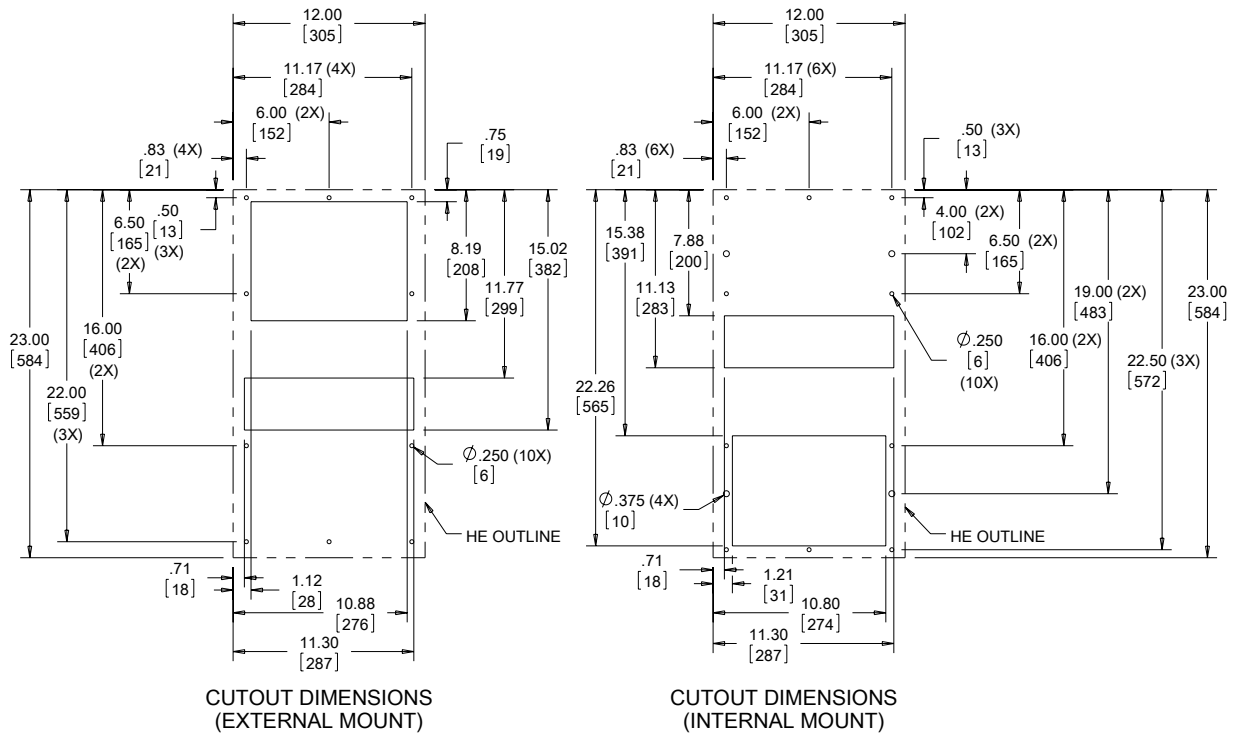 12.00
[305]
11.17 (4X)
[284]
6.00 (2X)
[152]
.83 (4X)
[21]
.75
[19]
6.50
[165]
(2X)
.50
[13]
(3X)
8.19
[208]
15.02
[382]
11.77
[299]
23.00
[584]
16.00
[406]
(2X)
22.00
[559]
(3X)
Ø.250 (10X)
[6]
HE OUTLINE
.71
[18]
1.12
[28]
10.88
[276]
11.30
[287]
CUTOUT DIMENSIONS
(EXTERNAL MOUNT)
12.00
[305]
11.17 (6X)
[284]
6.00 (2X)
[152]
.83 (6X)
[21]
.50 (3X)
[13]
15.38
[391]
7.88
[200]
4.00 (2X)
[102]
6.50 (2X)
[165]
11.13
[283]
19.00 (2X)
[483]
23.00
[584]
Ø.250
[6]
(10X)
16.00 (2X)
[406]
22.50 (3X)
[572]
22.26
[565]
Ø.375 (4X)
[10]
HE OUTLINE
.71
[18]
1.21
[31]
10.80
[274]
11.30
[287]
CUTOUT DIMENSIONS
(INTERNAL MOUNT)